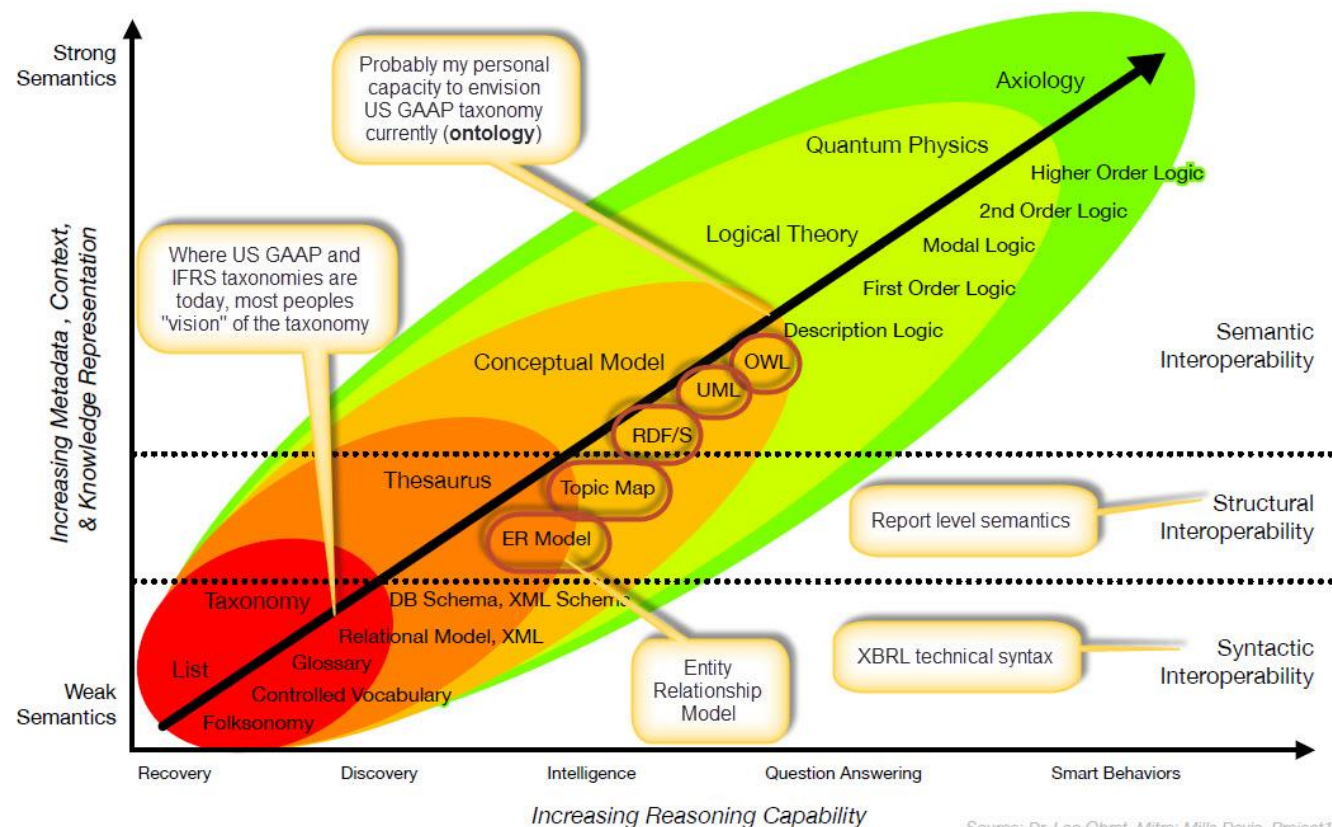 Strong
Semantics
Probably my personal
capacity to envision
US GAAP taxonomy
currently (ontology)
Axiology
Quantum Physics
Higher Order Logic
2nd Order Logic
Logical Theory
Modal Logic
Where US GAAP and
IFRS taxonomies are
today, most peoples
"vision" of the taxonomy
First Order Logic
Description Logic
Semantic
Interoperability
Increasing Metadata , Context,
& Knowledge Representation
Conceptual Model
OWL
UML
RDF/S
Thesaurus
Topic Map
Report level semantics
Structural
Interoperability
ER Model
Taxonomy
DB Schema, XML Schema
Relational Model, XML
List
Glossary
Entity
Relationship
Model
XBRL technical syntax
Syntactic
Interoperability
Weak
Semantics
Controlled Vocabulary
Folksonomy
Recovery
Discovery
Intelligence
Question Answering
Smart Behaviors
Increasing Reasoning Capability